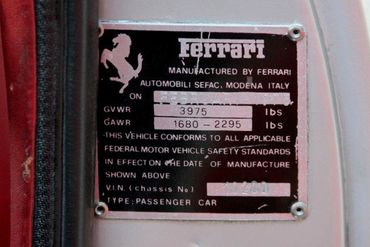 Ferrari
MANUFACTURED BY FERRARI
AUTOMOBILI SEFAC, MODENA ITALY
ON
GVWR 3975 lbs
GAWR 1680-2295 lbs
THIS VEHICLE CONFORMS TO ALL APPLICABLE
FEDERAL MOTOR VEHICLE SAFETY STANDARDS
IN EFFECT ON THE DATE OF MANUFACTURE
SHOWN ABOVE
V.I.N. (chassis No)
TYPE: PASSENGER CAR